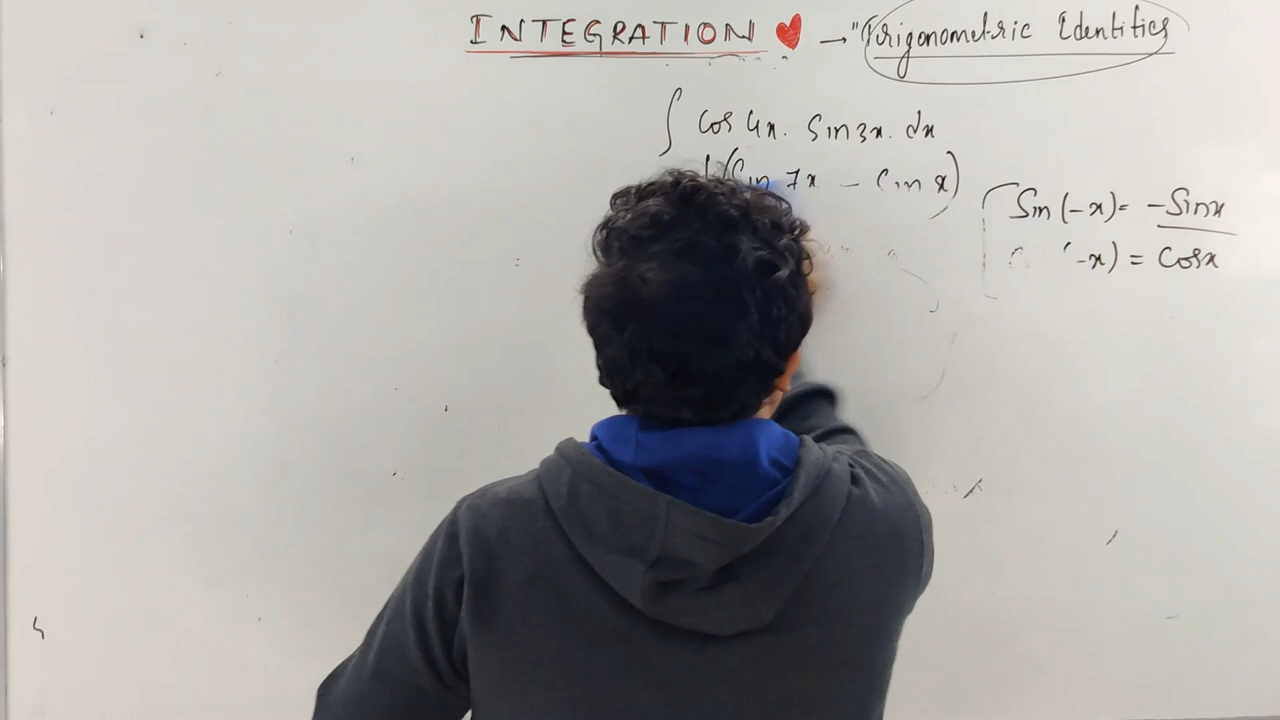 INTEGRATION ❤ → "Trigonometric Identities
∫ Cos 4x. Sin 3x. dx
(Sin 7x - Sin x)
Sin(-x) = -Sinx
-x) = Cosx